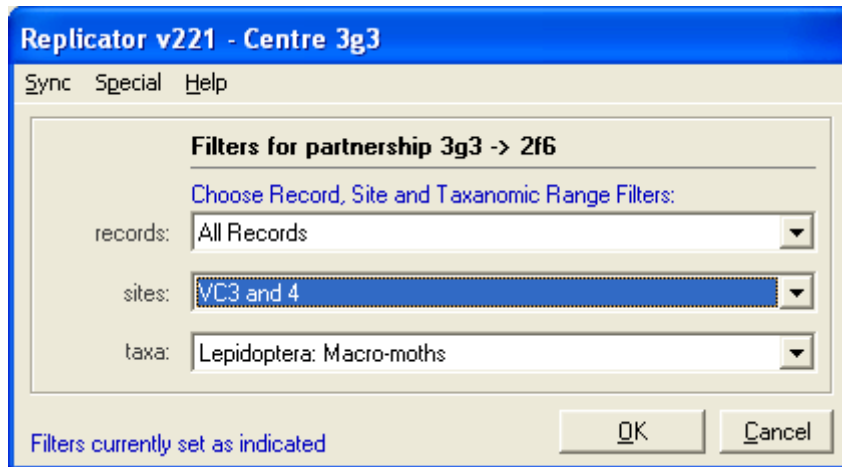 Replicator v221 - Centre 3g3
Sync Special Help
Filters for partnership 3g3 -> 2f6
Choose Record, Site and Taxanomic Range Filters:
records: All Records
sites: VC3 and 4
taxa: Lepidoptera: Macro-moths
OK Cancel
Filters currently set as indicated